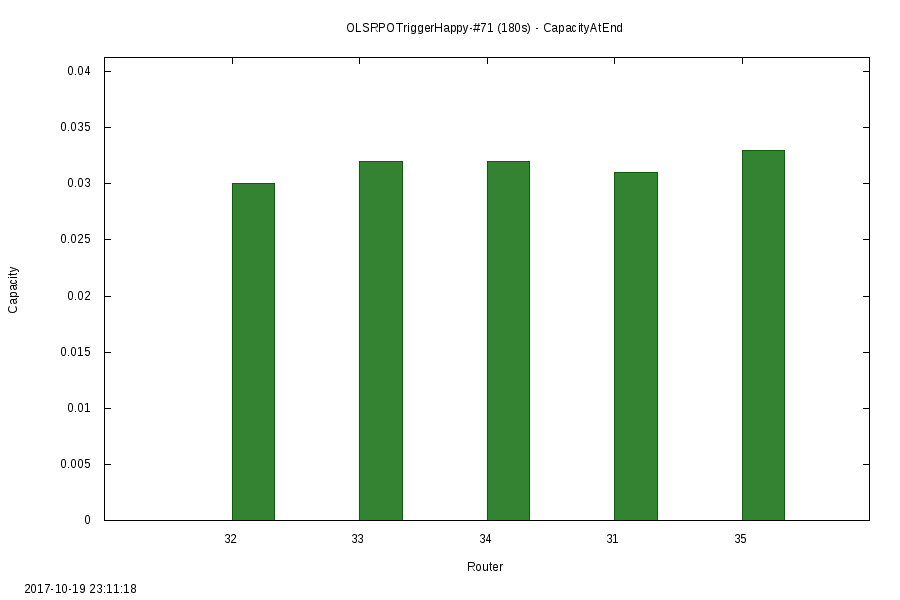 OLSRPOTriggerHappy-#71 (180s) - CapacityAtEnd
0.04
0.035
0.03
0.025
0.02
0.015
0.01
0.005
0
Capacity
32 33 34 31 35
Router
2017-10-19 23:11:18